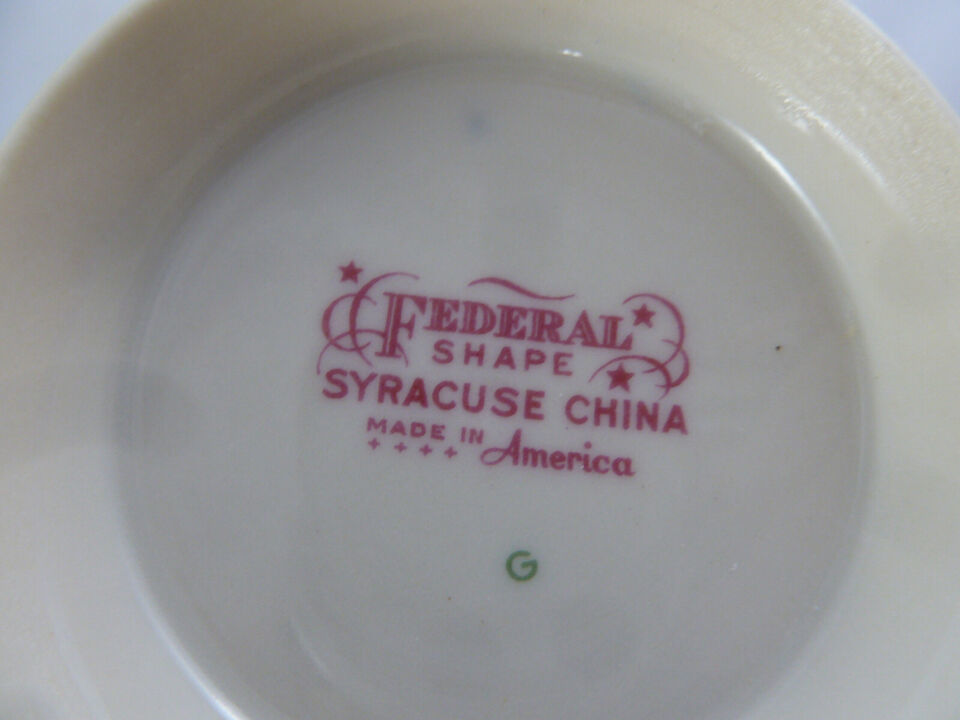 FEDERAL
SHAPE
SYRACUSE CHINA
MADE IN America
G